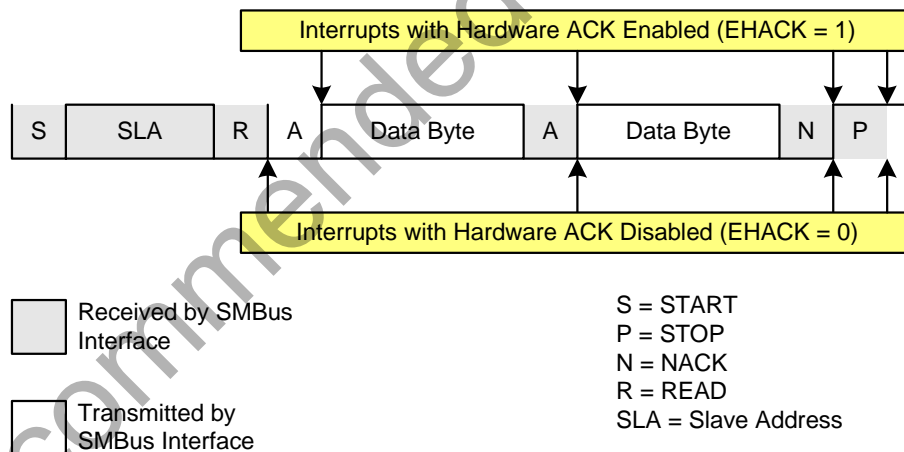 Interrupts with Hardware ACK Enabled (EHACK = 1)
S SLA R A Data Byte A Data Byte N P
Interrupts with Hardware ACK Disabled (EHACK = 0)
Received by SMBus
Interface
Transmitted by
SMBus Interface
S = START
P = STOP
N = NACK
R = READ
SLA = Slave Address
commended